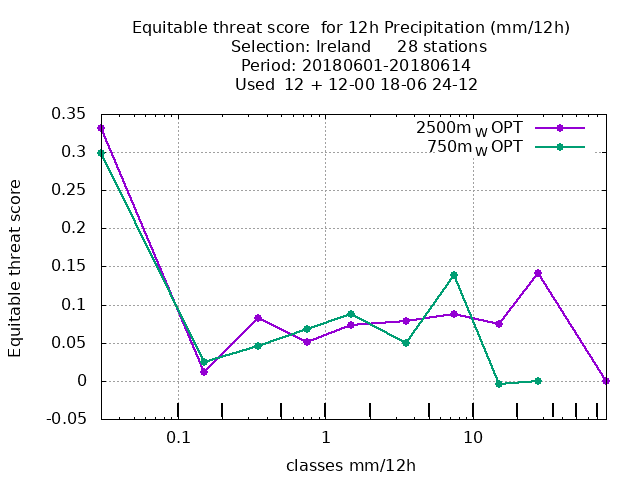 Equitable threat score  for 12h Precipitation (mm/12h)
Selection: Ireland     28 stations
Period: 20180601-20180614
Used  12 + 12-00 18-06 24-12
2500m_W OPT
750m_W OPT
0.35
0.3
0.25
0.2
0.15
0.1
0.05
0
-0.05
Equitable threat score
0.1 1 10
classes mm/12h